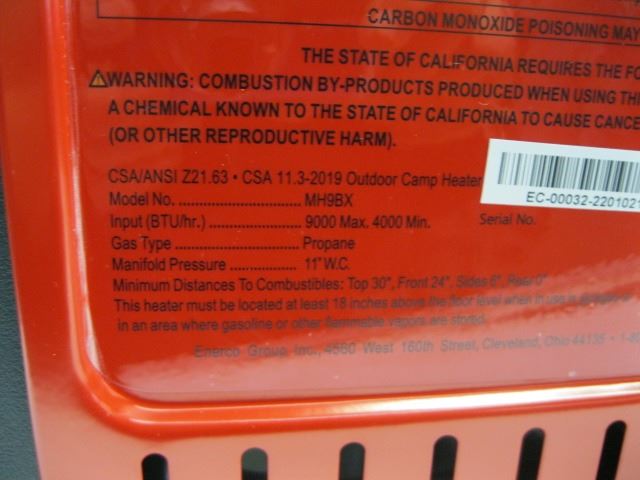 CARBON MONOXIDE POISONING MAY
THE STATE OF CALIFORNIA REQUIRES THE FO
⚠WARNING: COMBUSTION BY-PRODUCTS PRODUCED WHEN USING THI
A CHEMICAL KNOWN TO THE STATE OF CALIFORNIA TO CAUSE CANCE
(OR OTHER REPRODUCTIVE HARM).
CSA/ANSI Z21.63 • CSA 11.3-2019 Outdoor Camp Heater
Model No. ............................ MH9BX
Input (BTU/hr.) ....................... 9000 Max. 4000 Min.
Gas Type ............................. Propane
Manifold Pressure ................ 11" W.C.
EC-00032-2201021
Serial No.
Minimum Distances To Combustibles: Top 30", Front 24", Sides 6", Rear 0"
This heater must be located at least 18 inches above the floor level when in use in garages or
in an area where gasoline or other flammable vapors are stored.
Enerco Group, Inc., 4560 West 160th Street, Cleveland, Ohio 44135 • 1-80